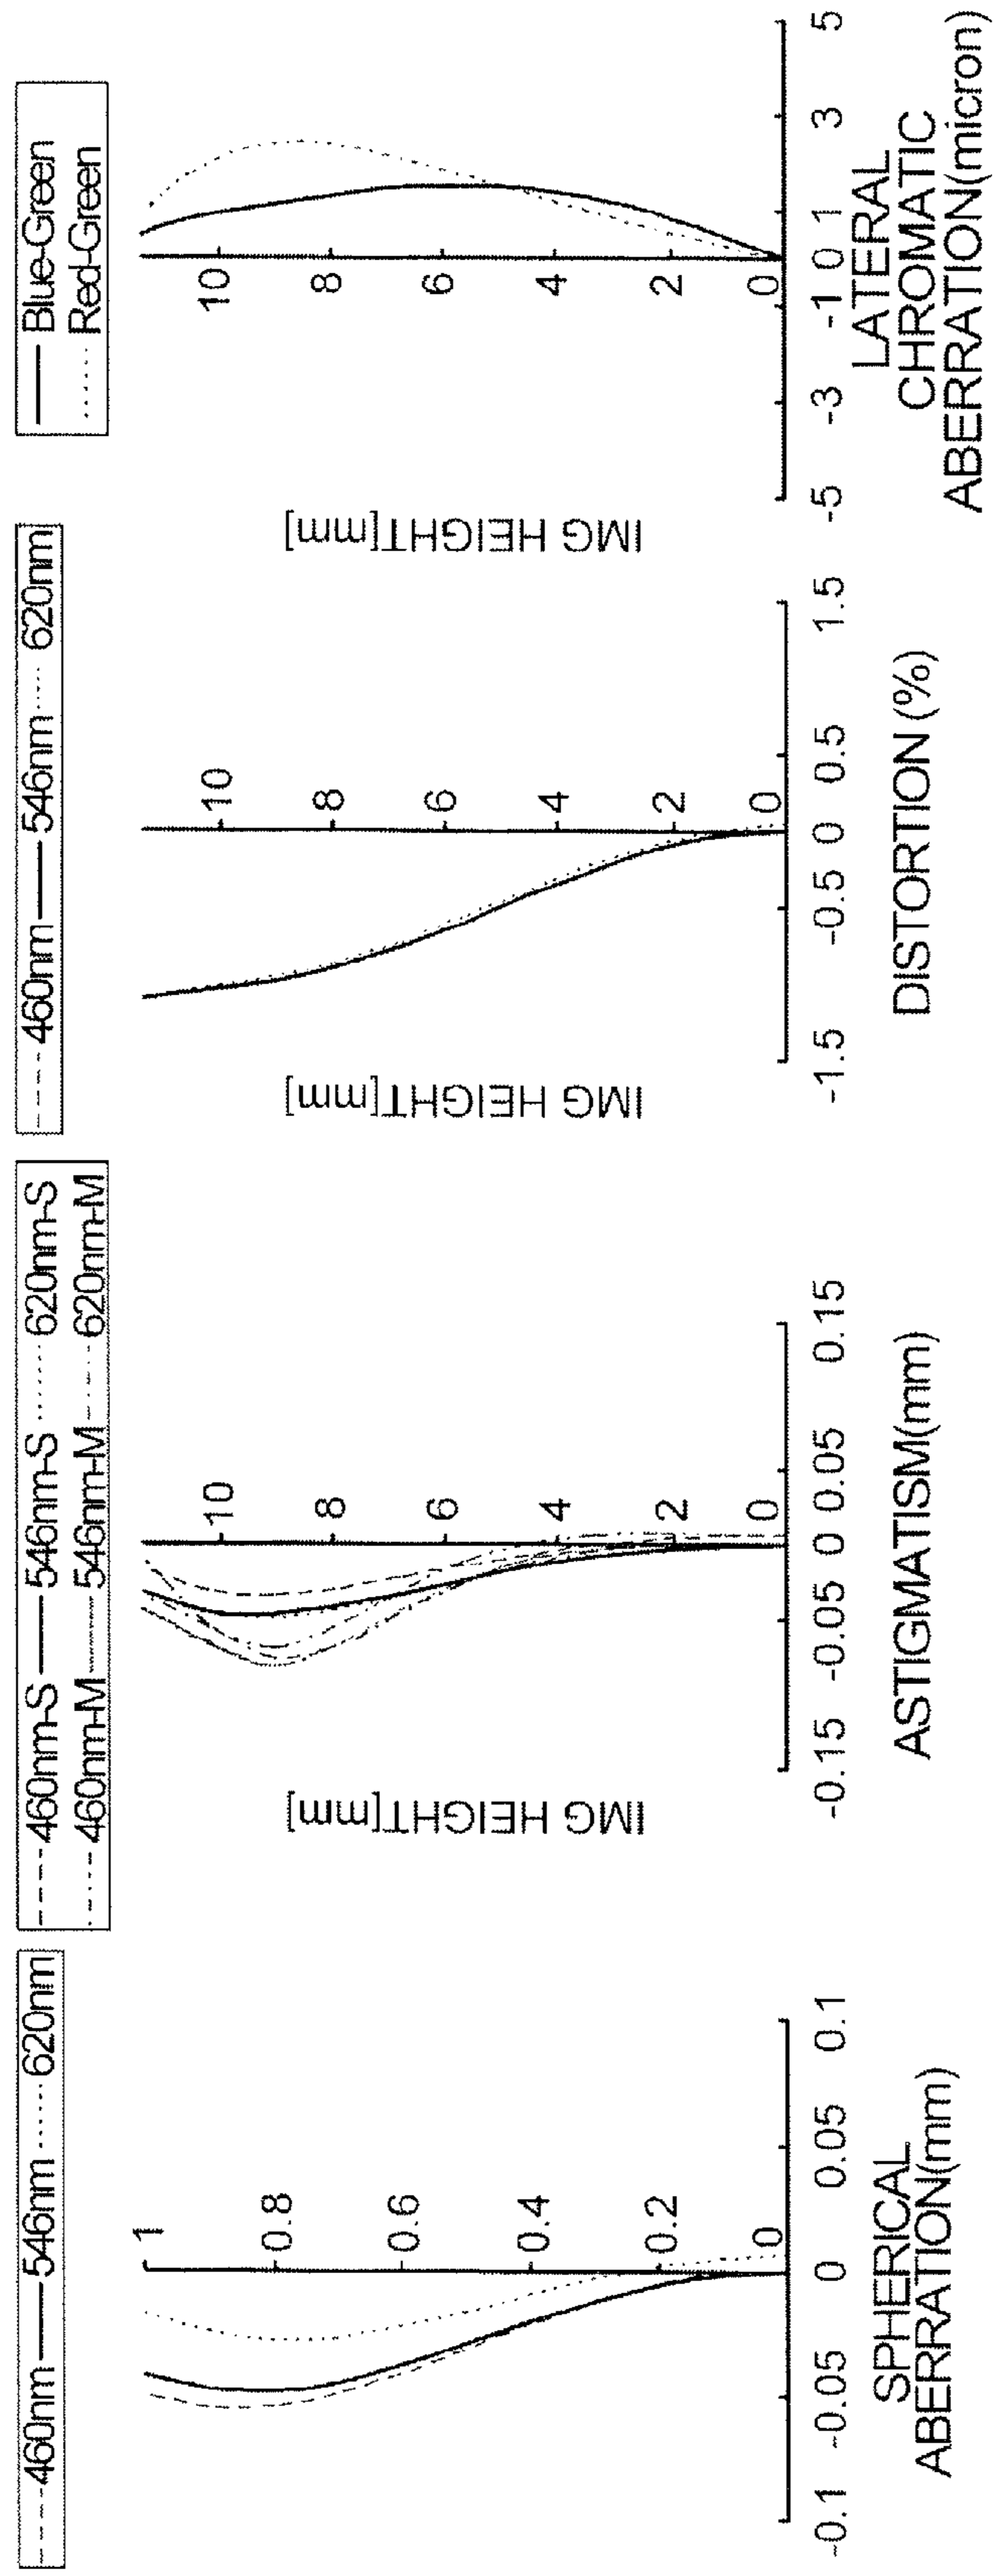 460nm 546nm 620nm
1
0.8
0.6
0.4
0.2
0
-0.1 -0.05 0 0.05 0.1
SPHERICAL
ABERRATION(mm)
460nm-S 546nm-S 620nm-S
460nm-M 546nm-M 620nm-M
IMG HEIGHT[mm]
10
8
6
4
2
0
-0.15 -0.05 0 0.05 0.15
ASTIGMATISM(mm)
460nm 546nm 620nm
IMG HEIGHT[mm]
10
8
6
4
2
0
-1.5 -0.5 0 0.5 1.5
DISTORTION (%)
Blue-Green
Red-Green
IMG HEIGHT[mm]
10
8
6
4
2
0
-5 -3 -1 0 1 3 5
LATERAL
CHROMATIC
ABERRATION(micron)